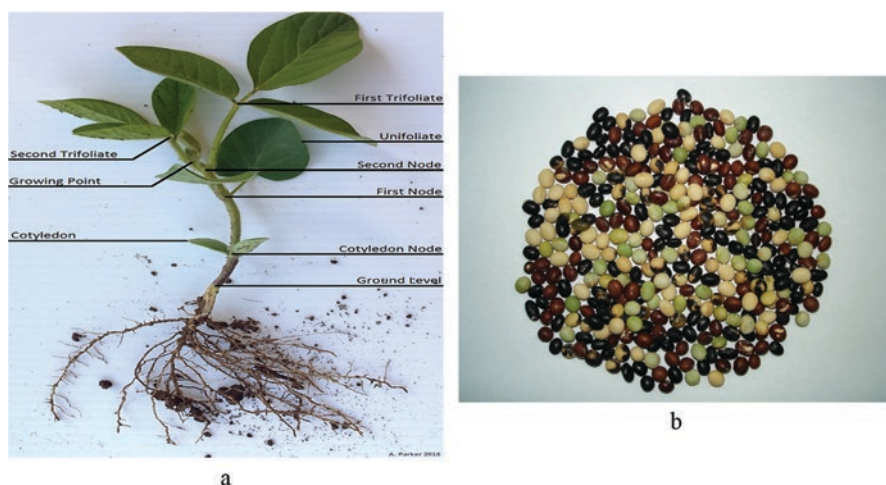 First Trifoliate
Unifoliate
Second Trifoliate
Second Node
Growing Point
First Node
Cotyledon
Cotyledon Node
Ground Level
A. Parker 2016
a
b